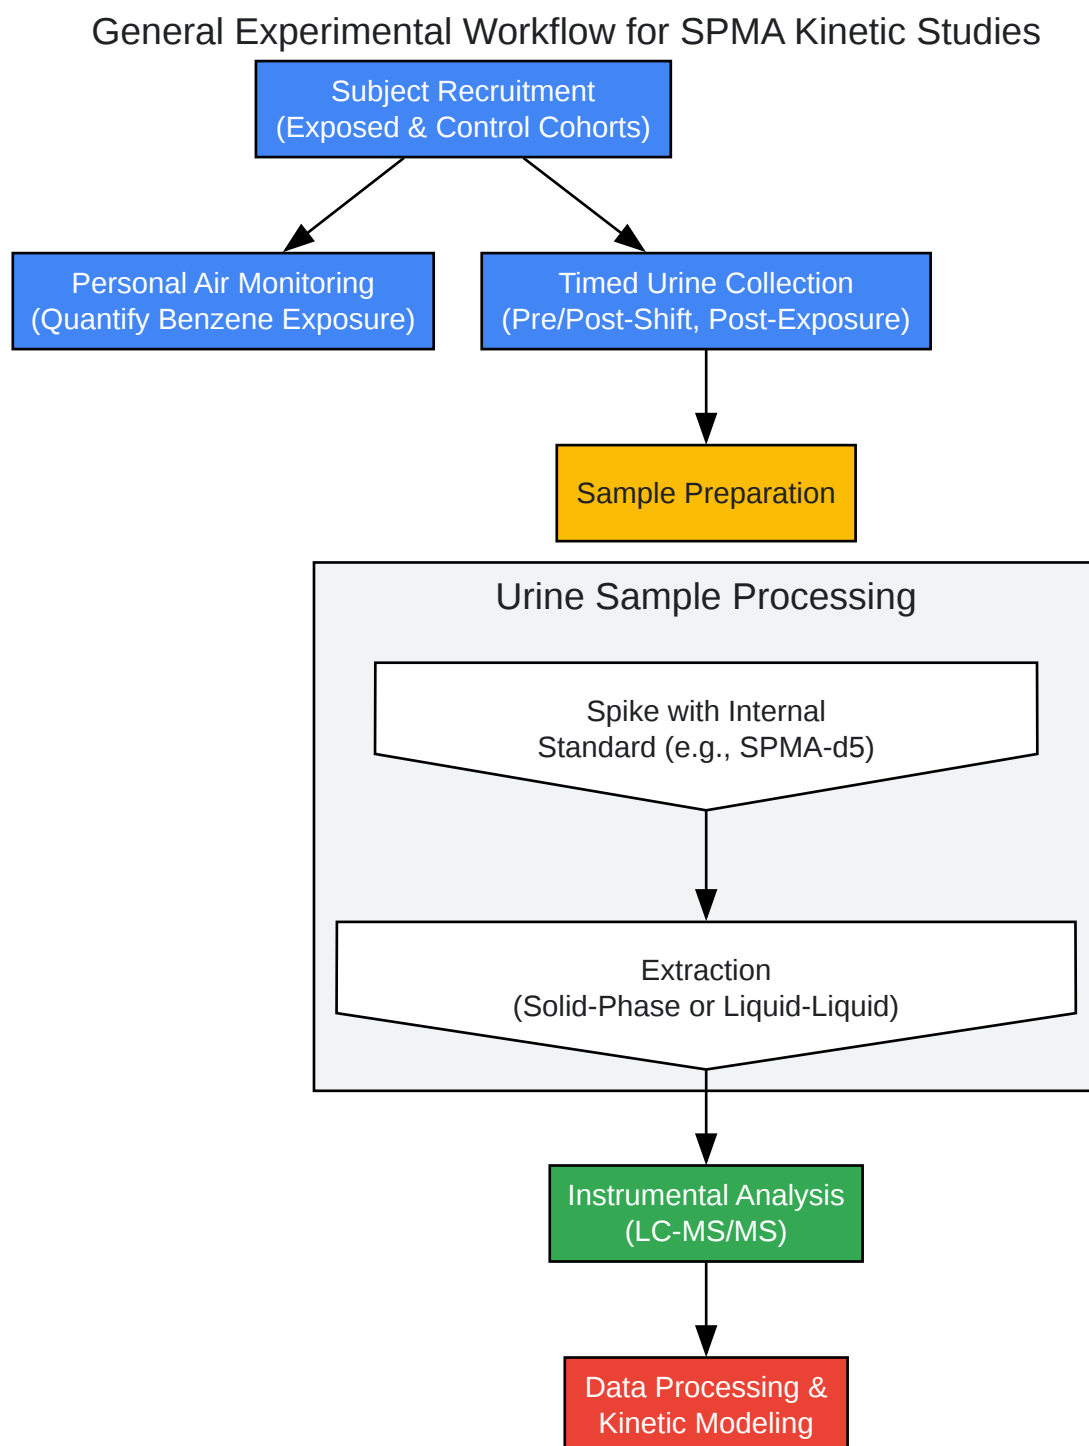 General Experimental Workflow for SPMA Kinetic Studies
Subject Recruitment
(Exposed & Control Cohorts)
Personal Air Monitoring
(Quantify Benzene Exposure)
Timed Urine Collection
(Pre/Post-Shift, Post-Exposure)
Sample Preparation
Urine Sample Processing
Spike with Internal
Standard (e.g., SPMA-d5)
Extraction
(Solid-Phase or Liquid-Liquid)
Instrumental Analysis
(LC-MS/MS)
Data Processing &
Kinetic Modeling